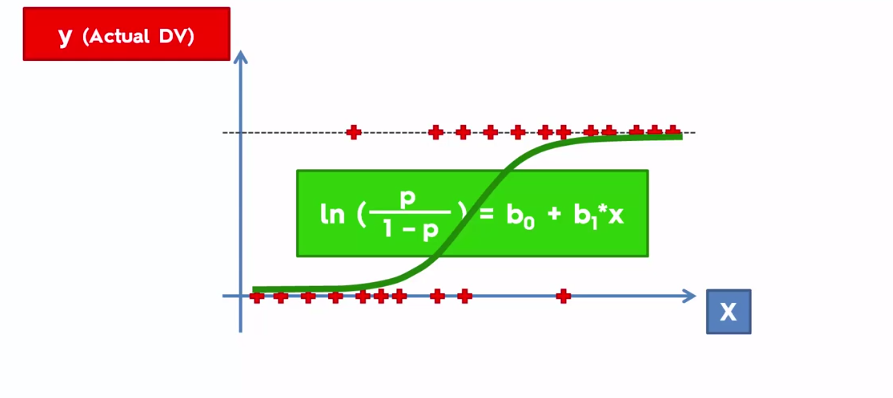 y (Actual DV)
ln ( p / 1 − p ) = b₀ + b₁*x
X